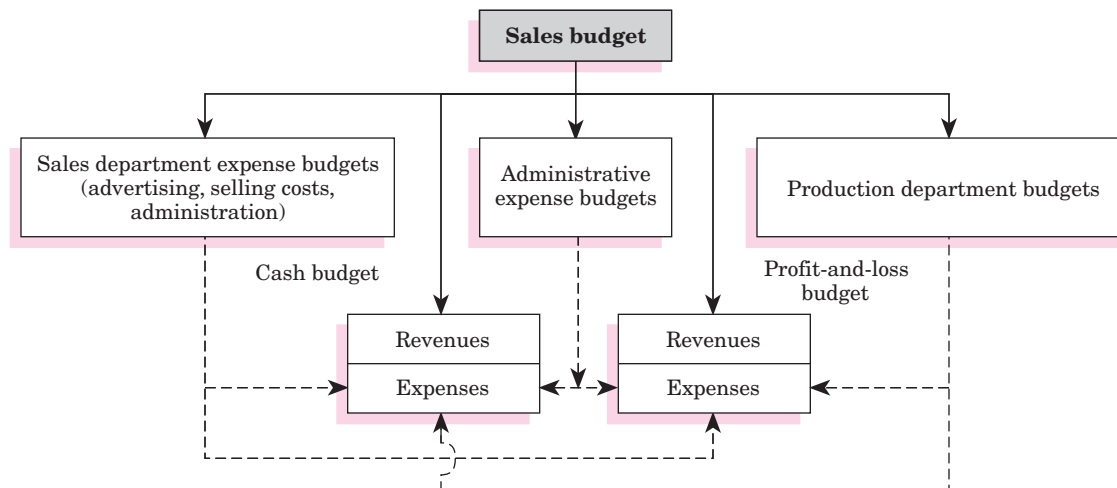 Sales budget
Sales department expense budgets
(advertising, selling costs,
administration)
Administrative
expense budgets
Production department budgets
Cash budget
Profit-and-loss
budget
Revenues
Expenses
Revenues
Expenses